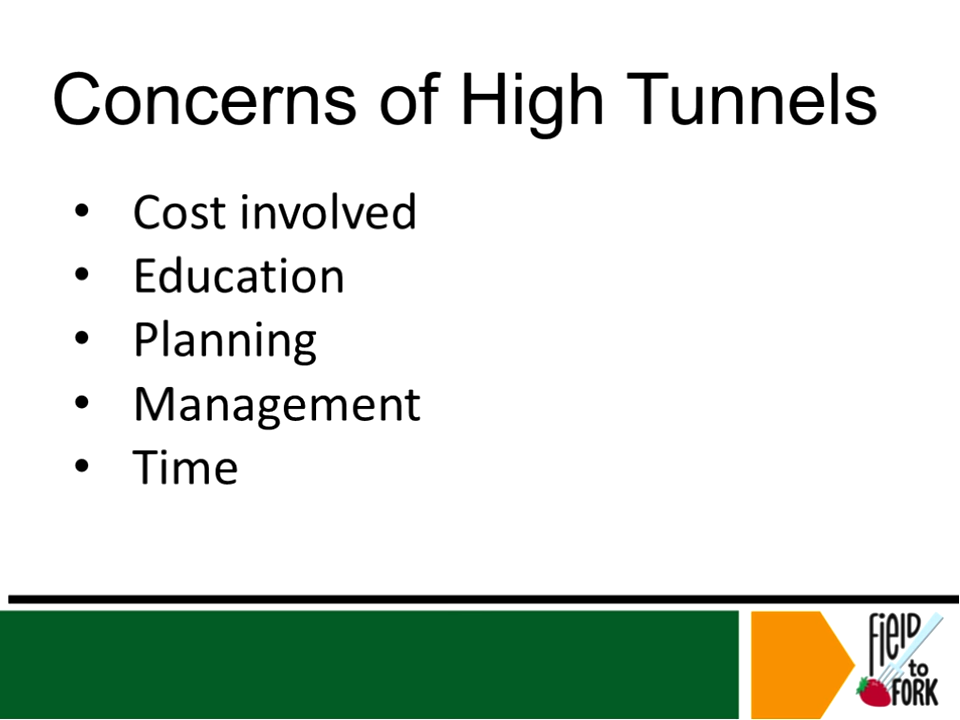 Concerns of High Tunnels
• Cost involved
• Education
• Planning
• Management
• Time
FiElD
to
FORK